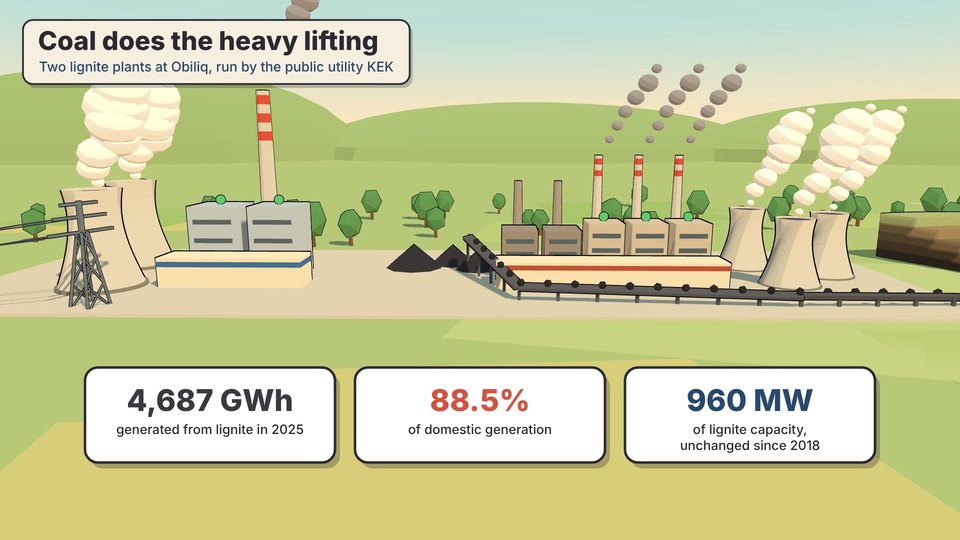 Coal does the heavy lifting
Two lignite plants at Obiliq, run by the public utility KEK
4,687 GWh
generated from lignite in 2025
88.5%
of domestic generation
960 MW
of lignite capacity,
unchanged since 2018